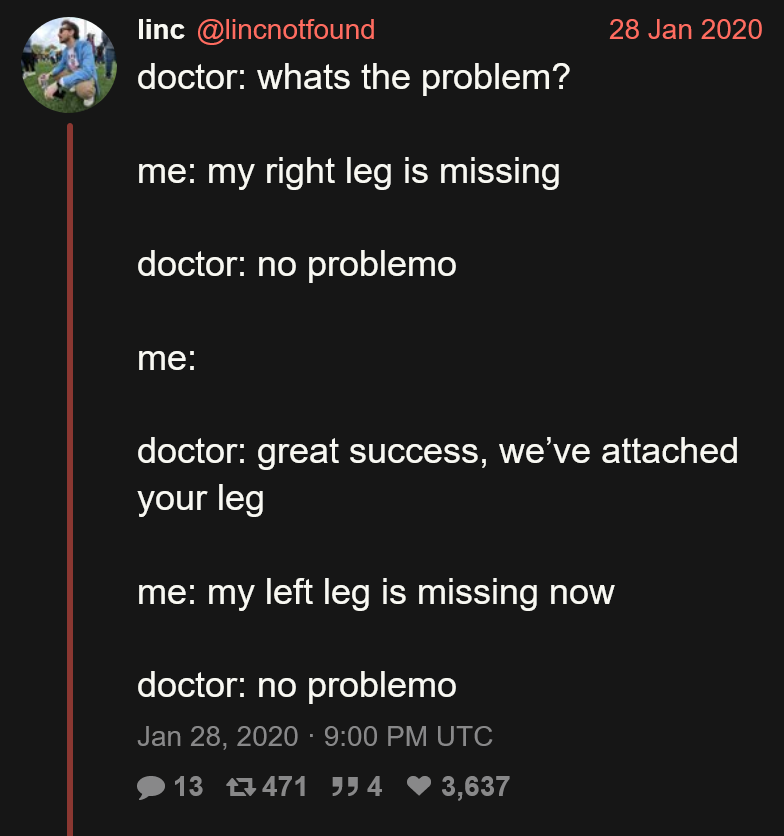 linc @lincnotfound 28 Jan 2020
doctor: whats the problem?
me: my right leg is missing
doctor: no problemo
me:
doctor: great success, we’ve attached
your leg
me: my left leg is missing now
doctor: no problemo
Jan 28, 2020 · 9:00 PM UTC
13 471 4 3,637